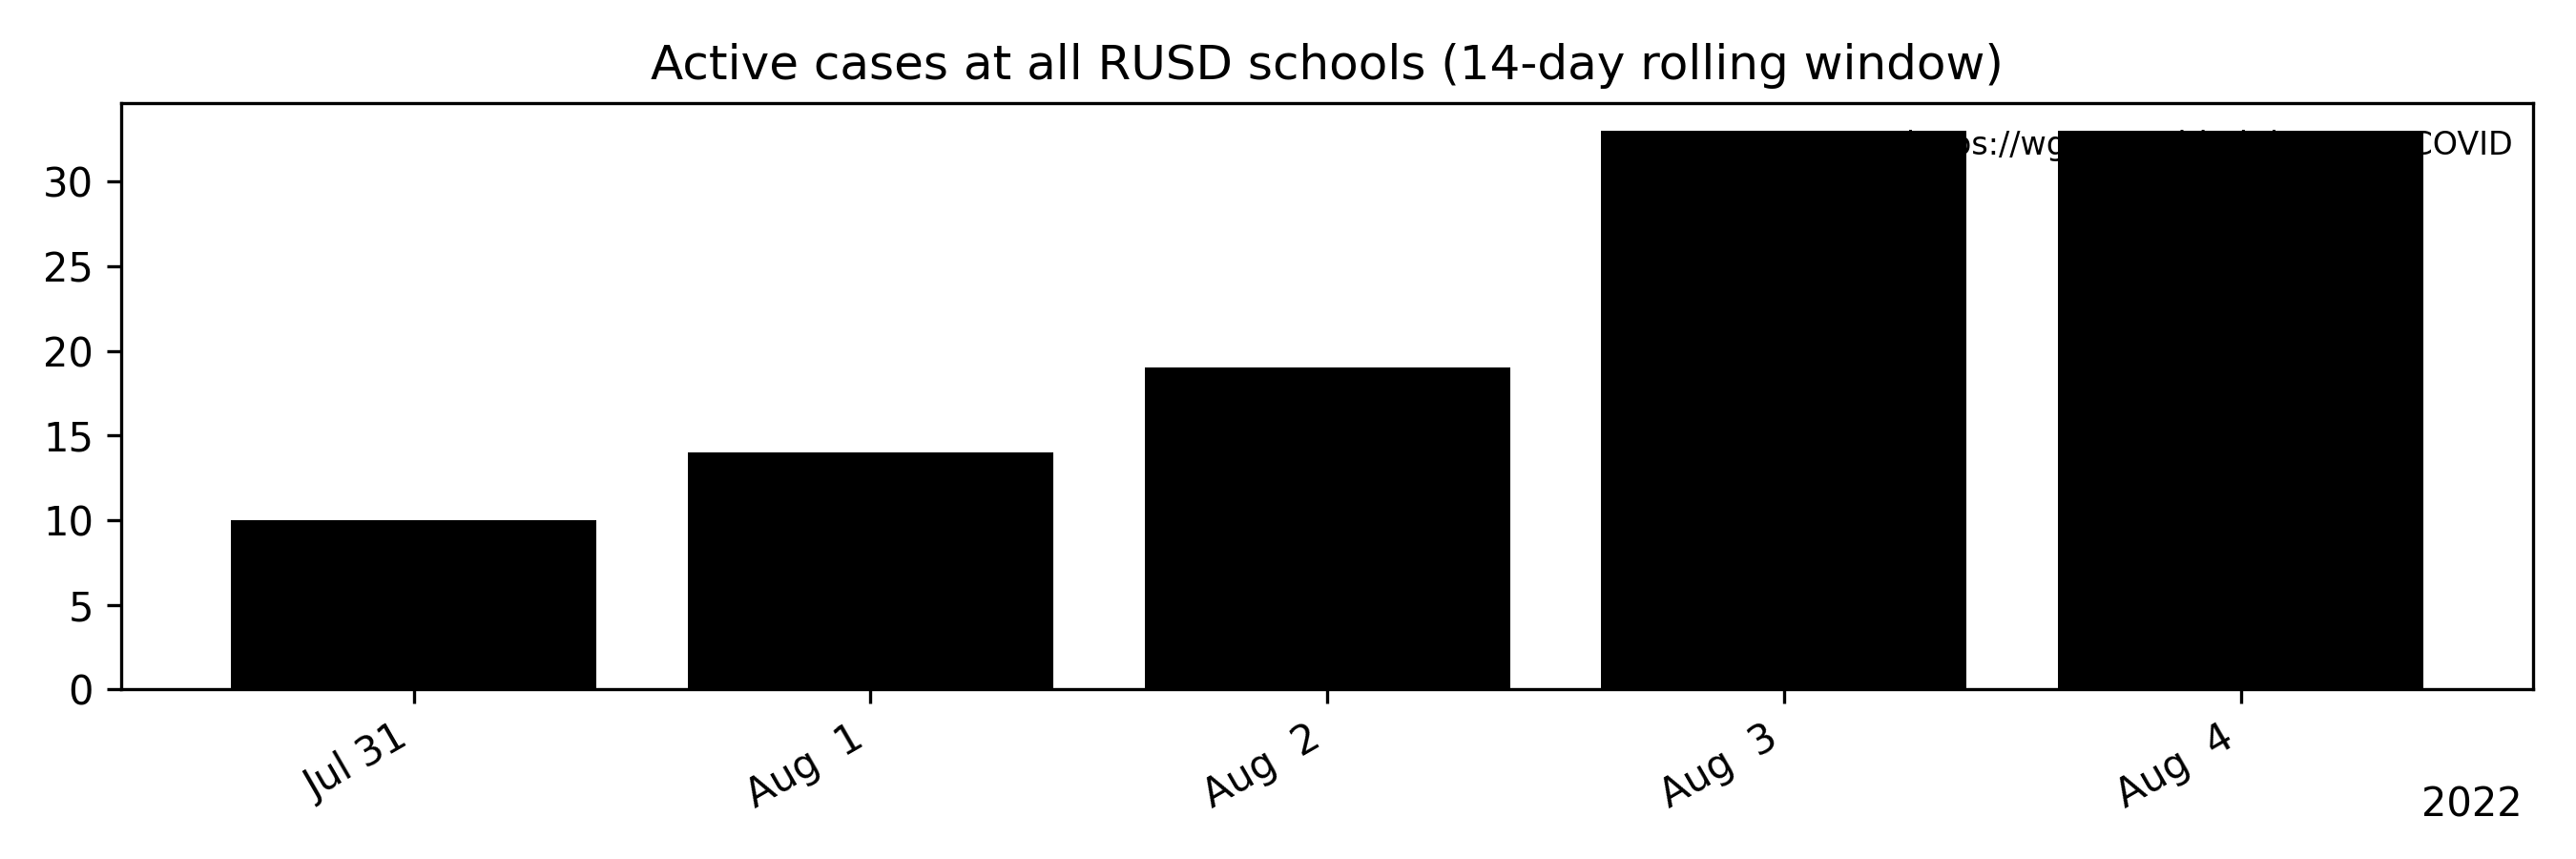 Active cases at all RUSD schools (14-day rolling window)
COVID
30
25
20
15
10
5
0
Jul 31
Aug 1
Aug 2
Aug 3
Aug 4
2022